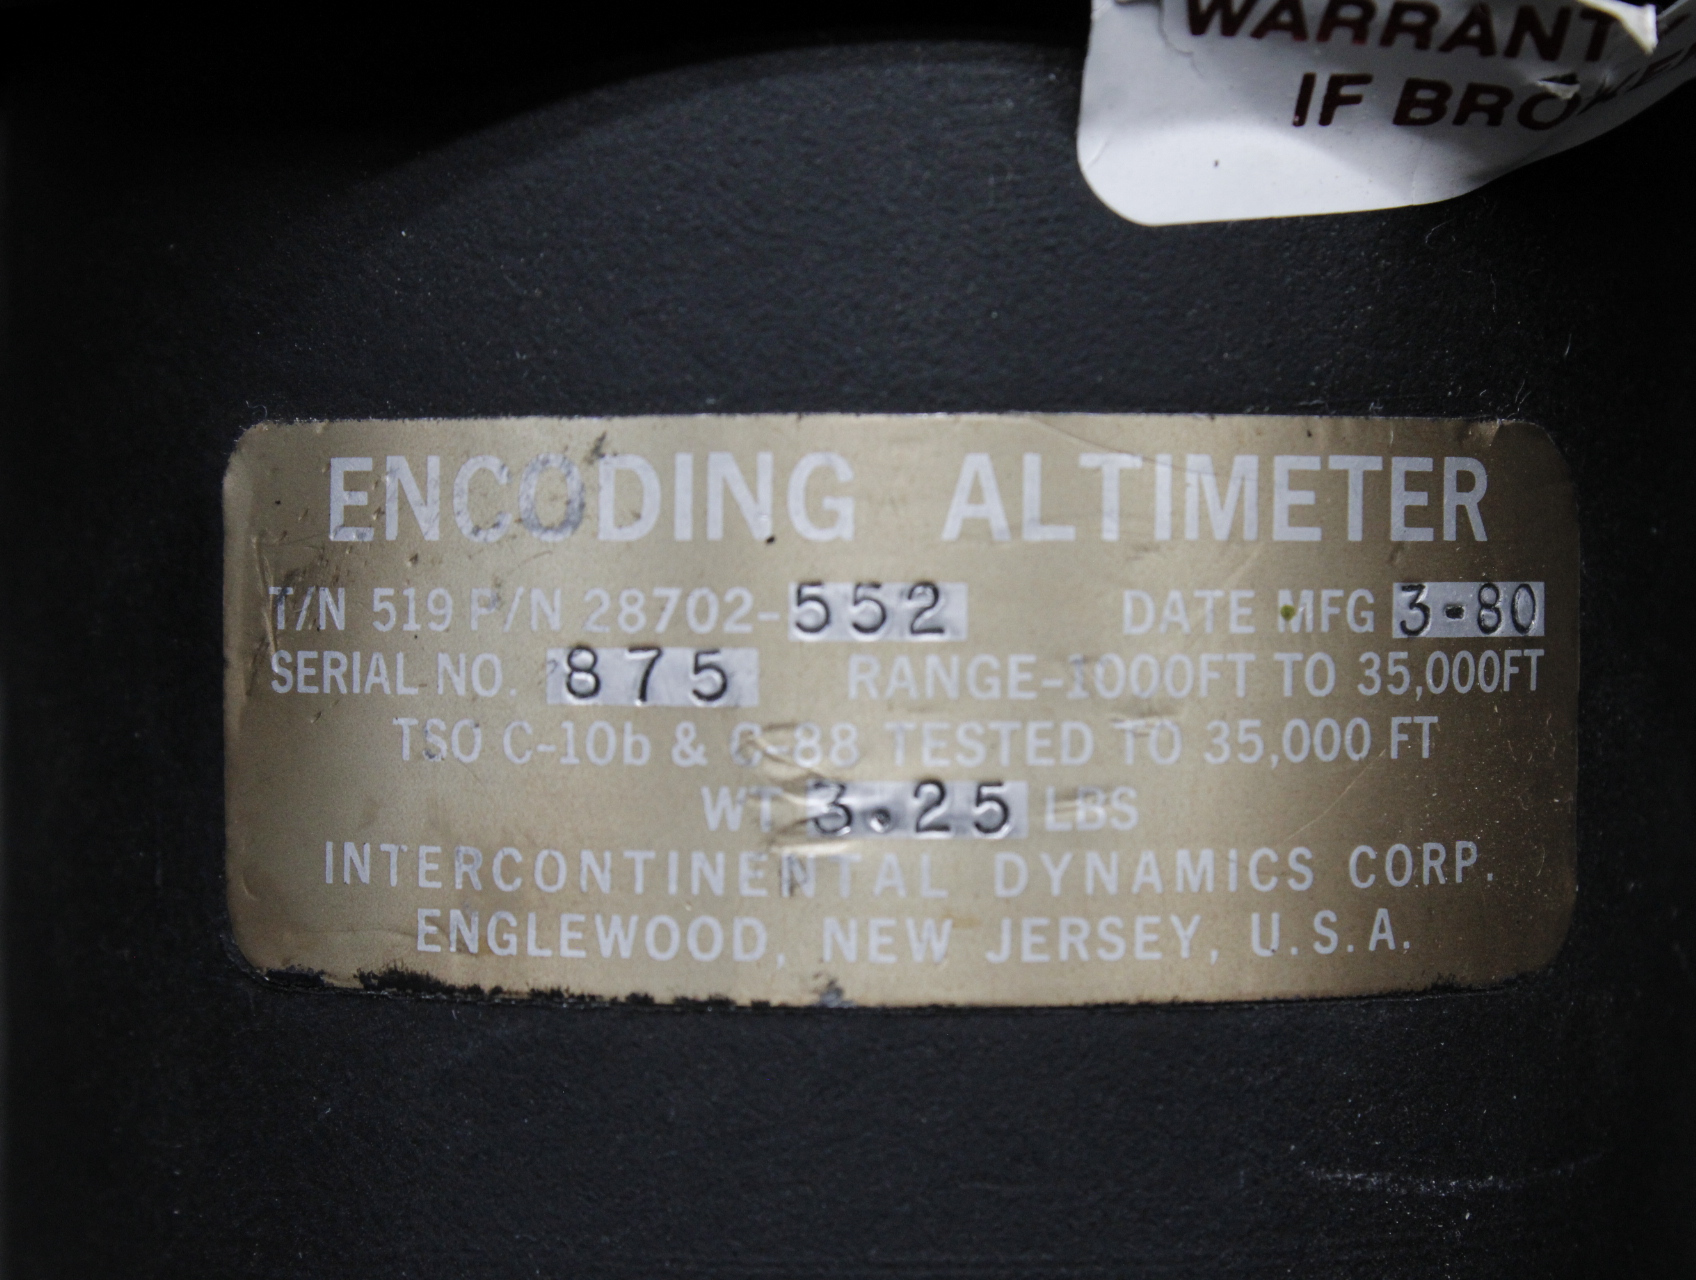 WARRANT
IF BROKEN
ENCODING ALTIMETER
T/N 519 P/N 28702-552 DATE MFG 3-80
SERIAL NO. 875 RANGE-1000FT TO 35,000FT
TSO C-10b & C-88 TESTED TO 35,000 FT
WT 3.25 LBS
INTERCONTINENTAL DYNAMICS CORP.
ENGLEWOOD, NEW JERSEY, U.S.A.